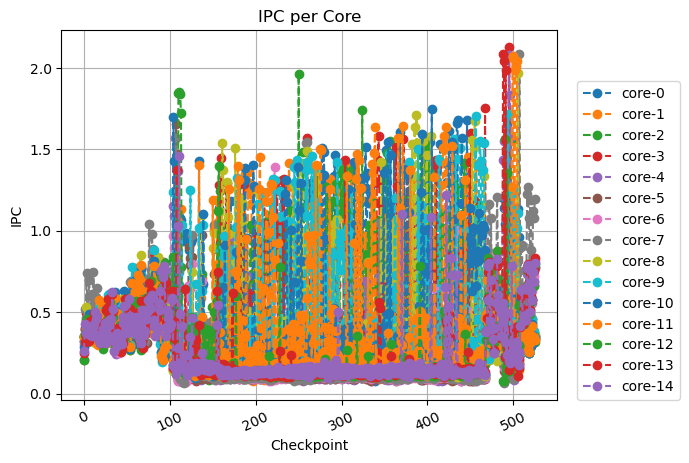 IPC per Core
IPC
2.0
1.5
1.0
0.5
0.0
0
100
200
300
400
500
Checkpoint
core-0
core-1
core-2
core-3
core-4
core-5
core-6
core-7
core-8
core-9
core-10
core-11
core-12
core-13
core-14